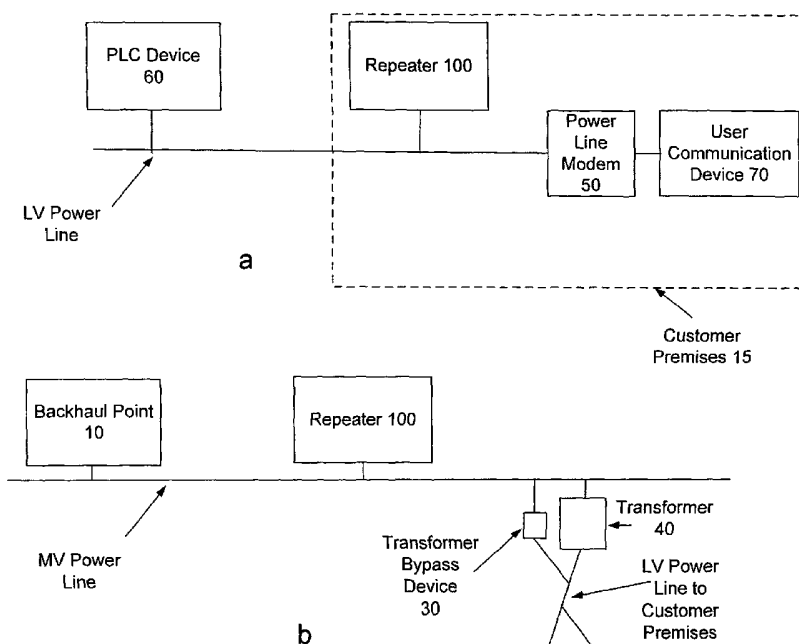 PLC Device
60
Repeater 100
Power
Line
Modem
50
User
Communication
Device 70
LV Power
Line
a
Customer
Premises 15
Backhaul Point
10
Repeater 100
MV Power
Line
Transformer
Bypass
Device
30
Transformer
40
LV Power
Line to
Customer
Premises
b